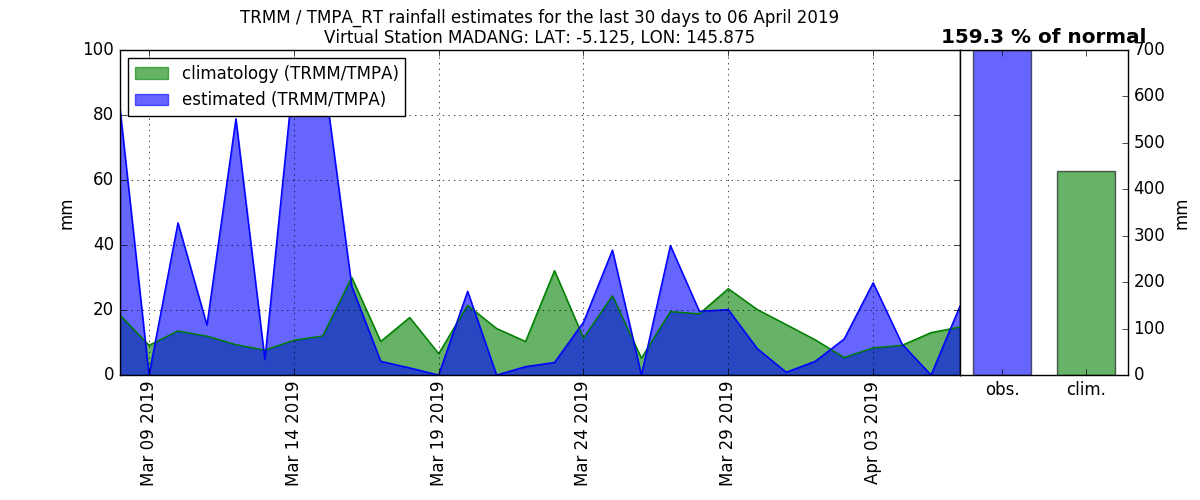 TRMM / TMPA_RT rainfall estimates for the last 30 days to 06 April 2019
Virtual Station MADANG: LAT: -5.125, LON: 145.875
159.3 % of normal
climatology (TRMM/TMPA)
estimated (TRMM/TMPA)
100
80
60
40
20
0
mm
Mar 09 2019
Mar 14 2019
Mar 19 2019
Mar 24 2019
Mar 29 2019
Apr 03 2019
obs.
clim.
700
600
500
400
300
200
100
0
mm